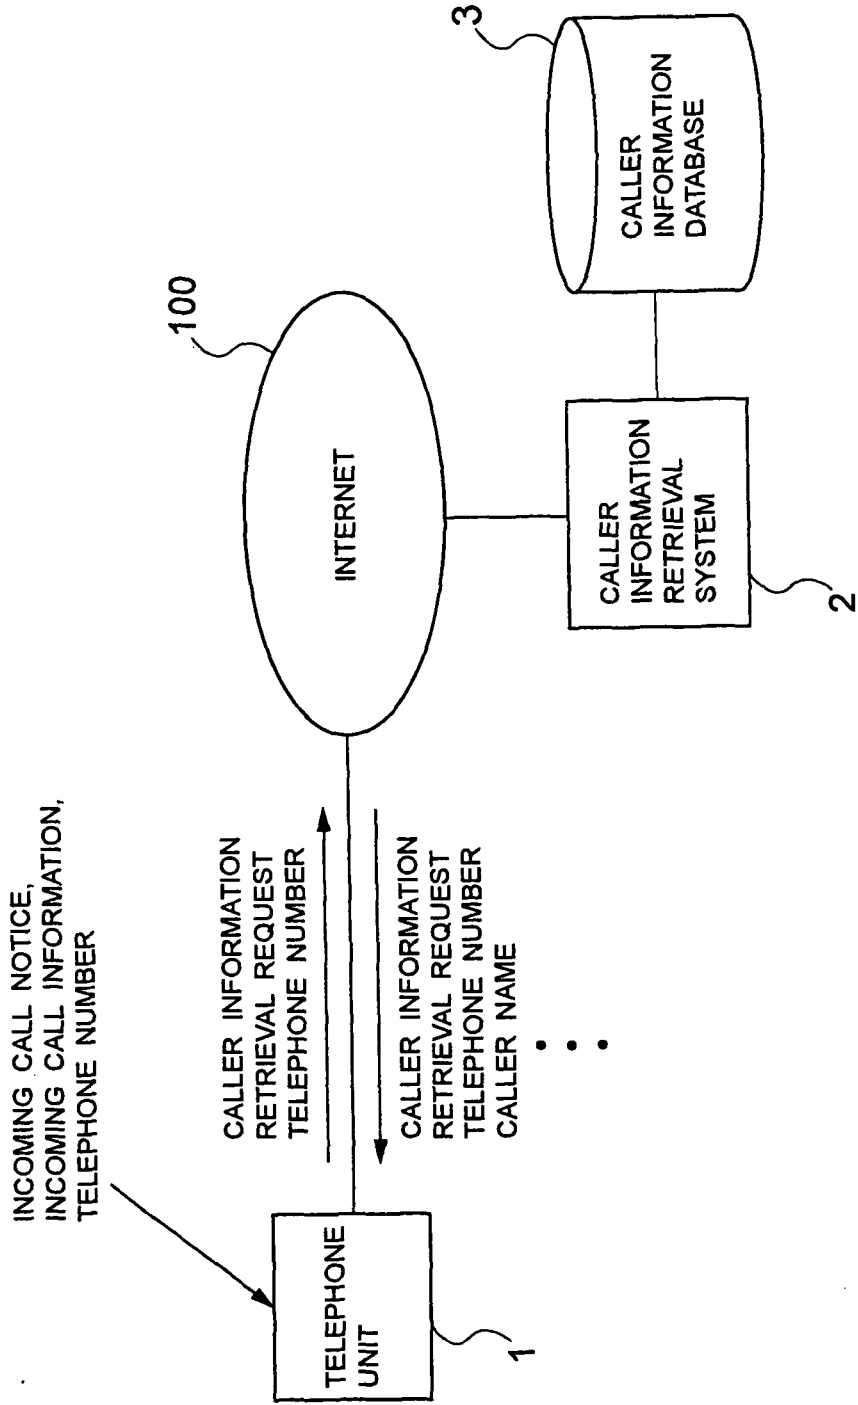 INCOMING CALL NOTICE,
INCOMING CALL INFORMATION,
TELEPHONE NUMBER
CALLER INFORMATION
RETRIEVAL REQUEST
TELEPHONE NUMBER
CALLER INFORMATION
RETRIEVAL REQUEST
TELEPHONE NUMBER
CALLER NAME
TELEPHONE
UNIT
1
100
INTERNET
CALLER
INFORMATION
RETRIEVAL
SYSTEM
2
3
CALLER
INFORMATION
DATABASE